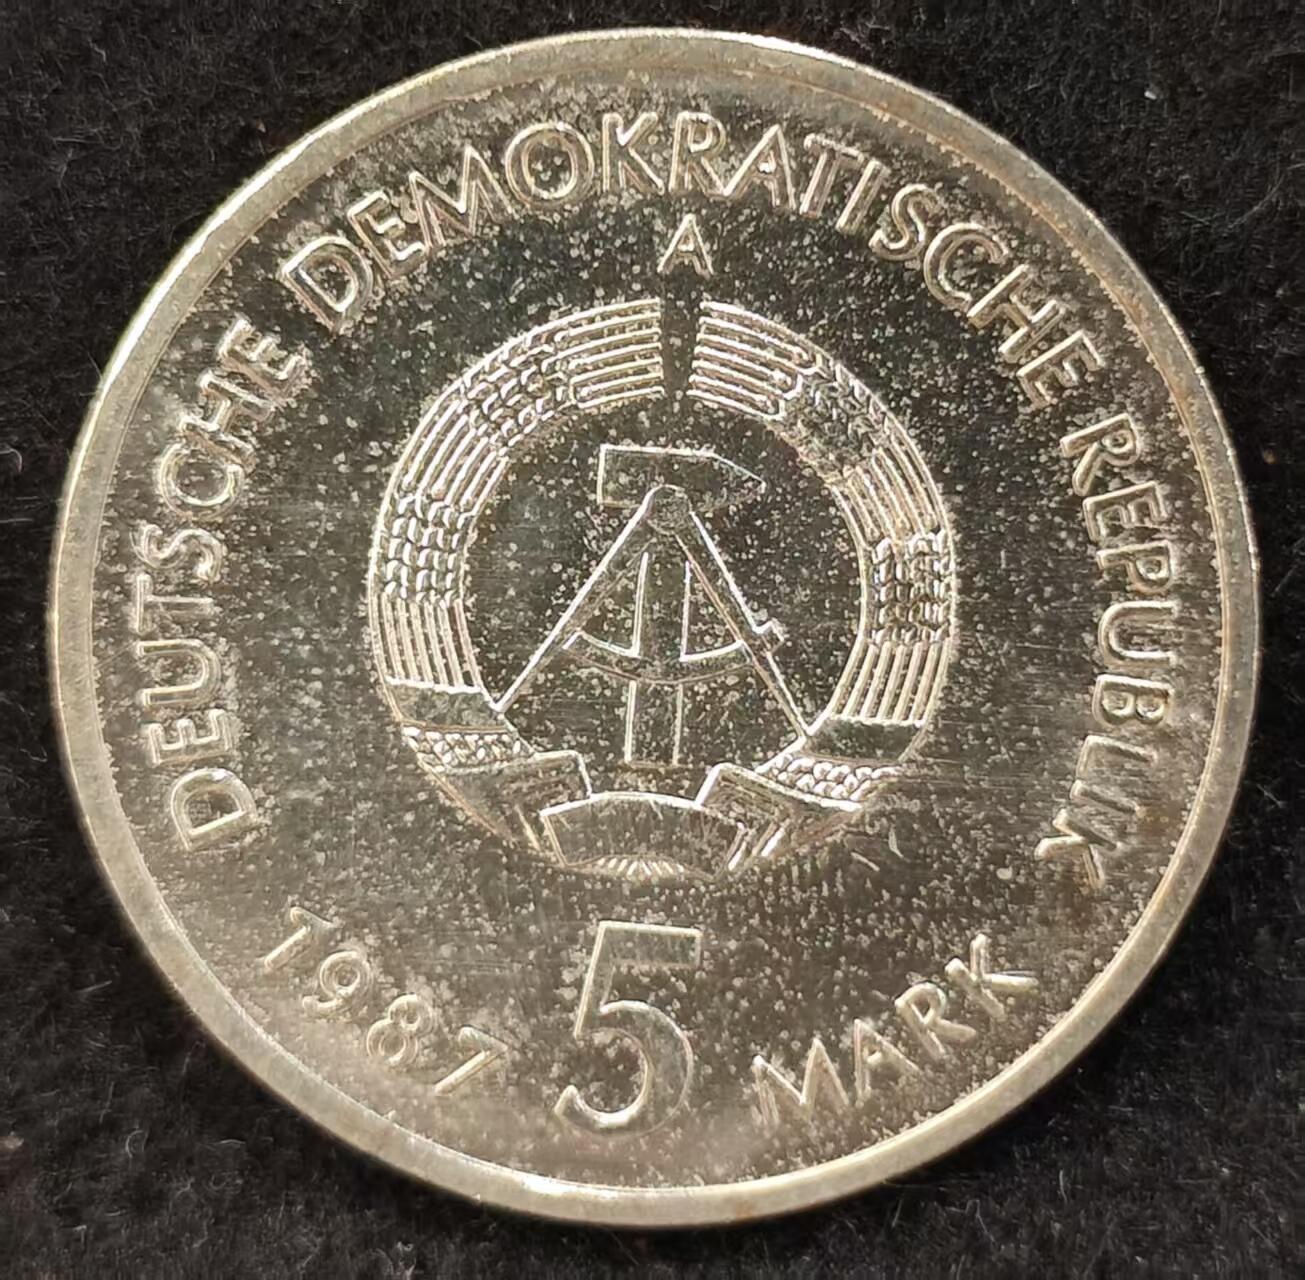 DEUTSCHE DEMOKRATISCHE REPUBLIK
A
1987 5 MARK